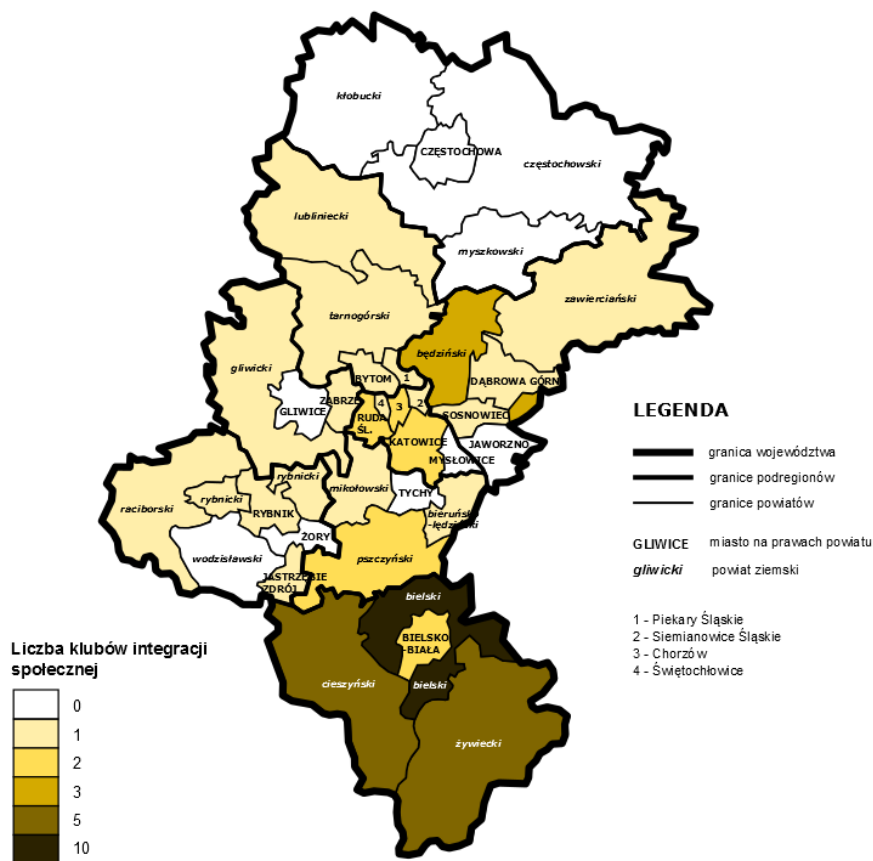 kłobucki
CZĘSTOCHOWA
częstochowski
lubliniecki
myszkowski
zawierciański
tarnogórski
będziński
gliwicki
BYTOM
1
DĄBROWA GÓRN.
ZABRZE
GLIWICE
4
3
2
RUDA
ŚL.
SOSNOWIEC
KATOWICE
JAWORZNO
MYSŁOWICE
rybnicki
mikołowski
TYCHY
raciborski
rybnicki
RYBNIK
bieruńsko
-lędziński
ŻORY
wodzisławski
pszczyński
JASTRZĘBIE
ZDRÓJ
bielski
BIELSKO
-BIAŁA
cieszyński
bielski
żywiecki
LEGENDA
granica województwa
granice podregionów
granice powiatów
GLIWICE miasto na prawach powiatu
gliwicki powiat ziemski
1 - Piekary Śląskie
2 - Siemianowice Śląskie
3 - Chorzów
4 - Świętochłowice
Liczba klubów integracji
społecznej
0
1
2
3
5
10